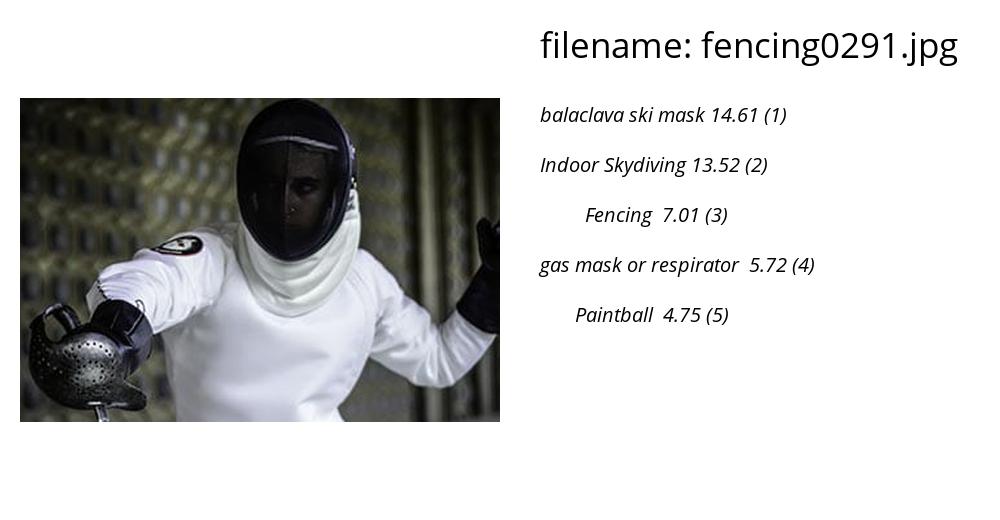 filename: fencing0291.jpg
balaclava ski mask 14.61 (1)
Indoor Skydiving 13.52 (2)
Fencing 7.01 (3)
gas mask or respirator 5.72 (4)
Paintball 4.75 (5)